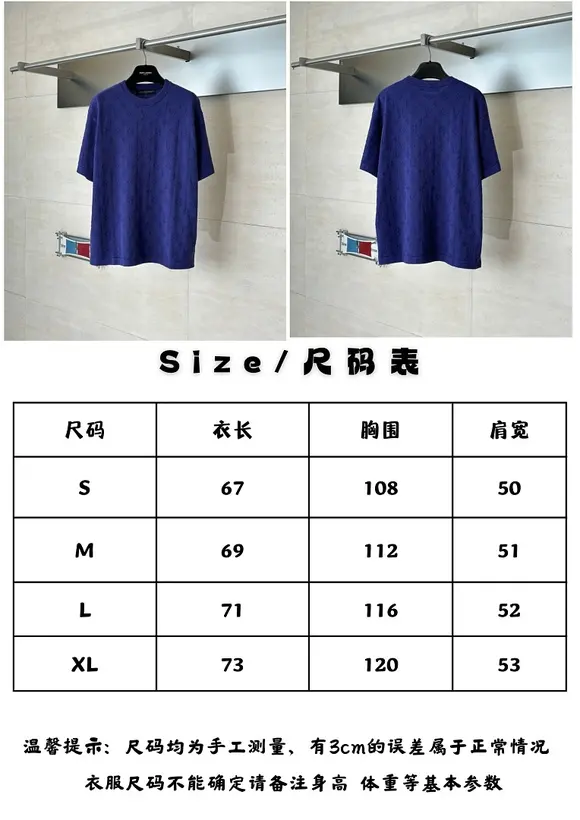 Size/尺码表
尺码 衣长 胸围 肩宽
S 67 108 50
M 69 112 51
L 71 116 52
XL 73 120 53
温馨提示：尺码均为手工测量、有3cm的误差属于正常情况
衣服尺码不能确定请备注身高 体重等基本参数